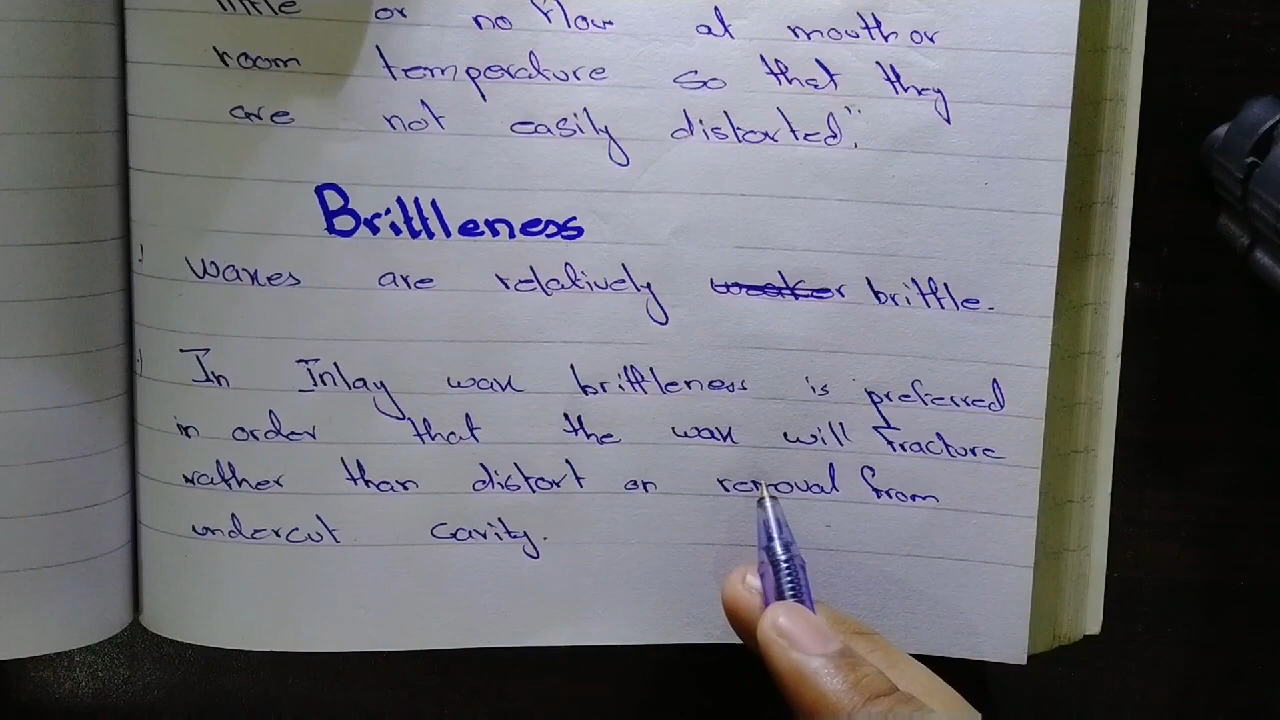 little or no flow at mouth or
room temperature so that they
are not easily distorted".
Brittleness
waxes are relatively weaker brittle.
In Inlay wax brittleness is preferred
in order that the wax will fracture
rather than distort on removal from
undercut cavity.